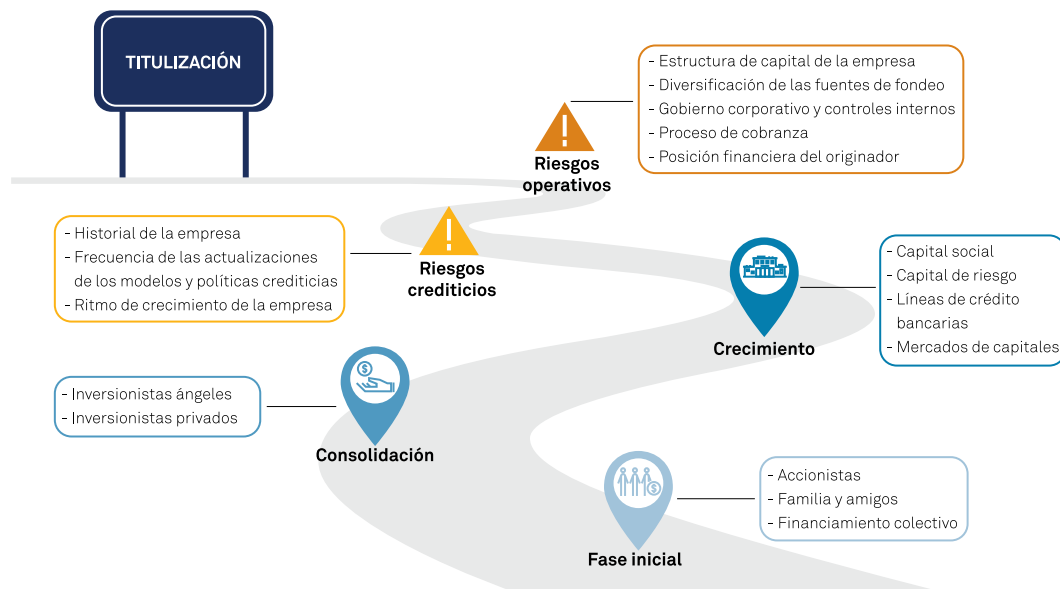 TITULIZACIÓN
- Estructura de capital de la empresa
- Diversificación de las fuentes de fondeo
- Gobierno corporativo y controles internos
- Proceso de cobranza
- Posición financiera del originador
Riesgos
operativos
- Historial de la empresa
- Frecuencia de las actualizaciones
de los modelos y políticas crediticias
- Ritmo de crecimiento de la empresa
Riesgos
crediticios
- Capital social
- Capital de riesgo
- Líneas de crédito
bancarias
- Mercados de capitales
Crecimiento
- Inversionistas ángeles
- Inversionistas privados
Consolidación
- Accionistas
- Familia y amigos
- Financiamiento colectivo
Fase inicial